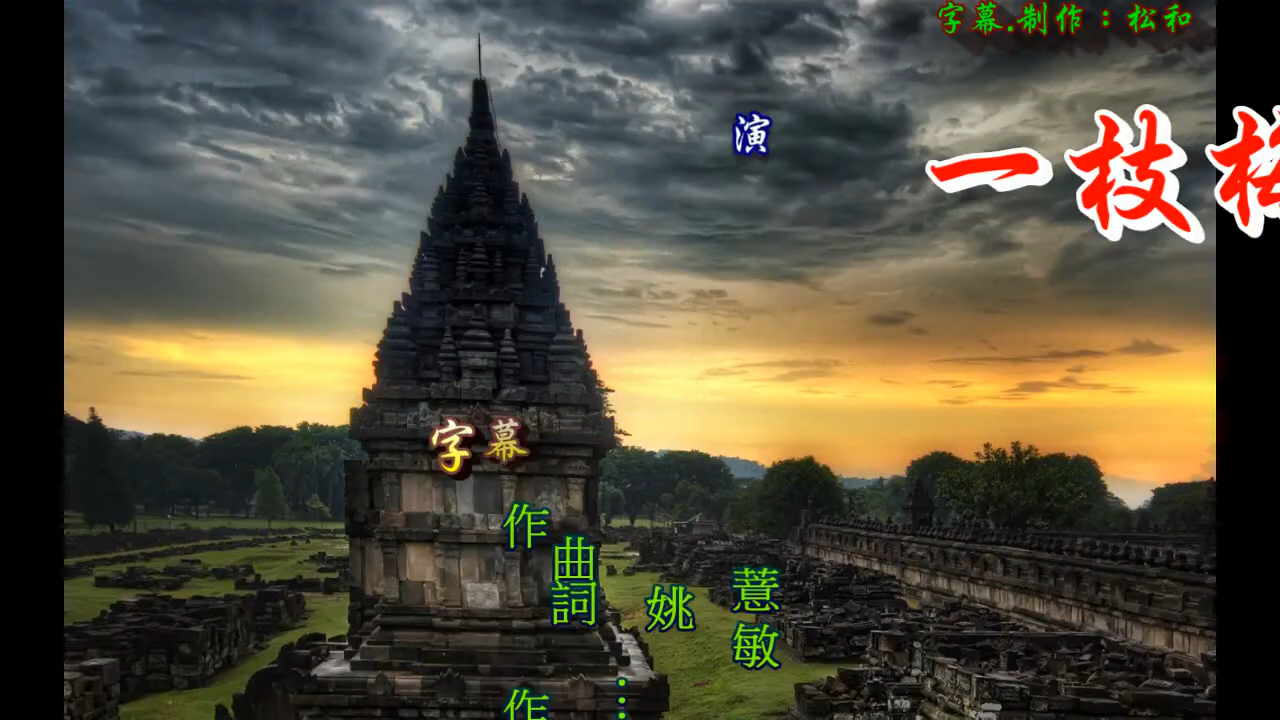 字幕.制作：松和
演
一枝
字幕
作
曲
詞
姚
薏
敏
作